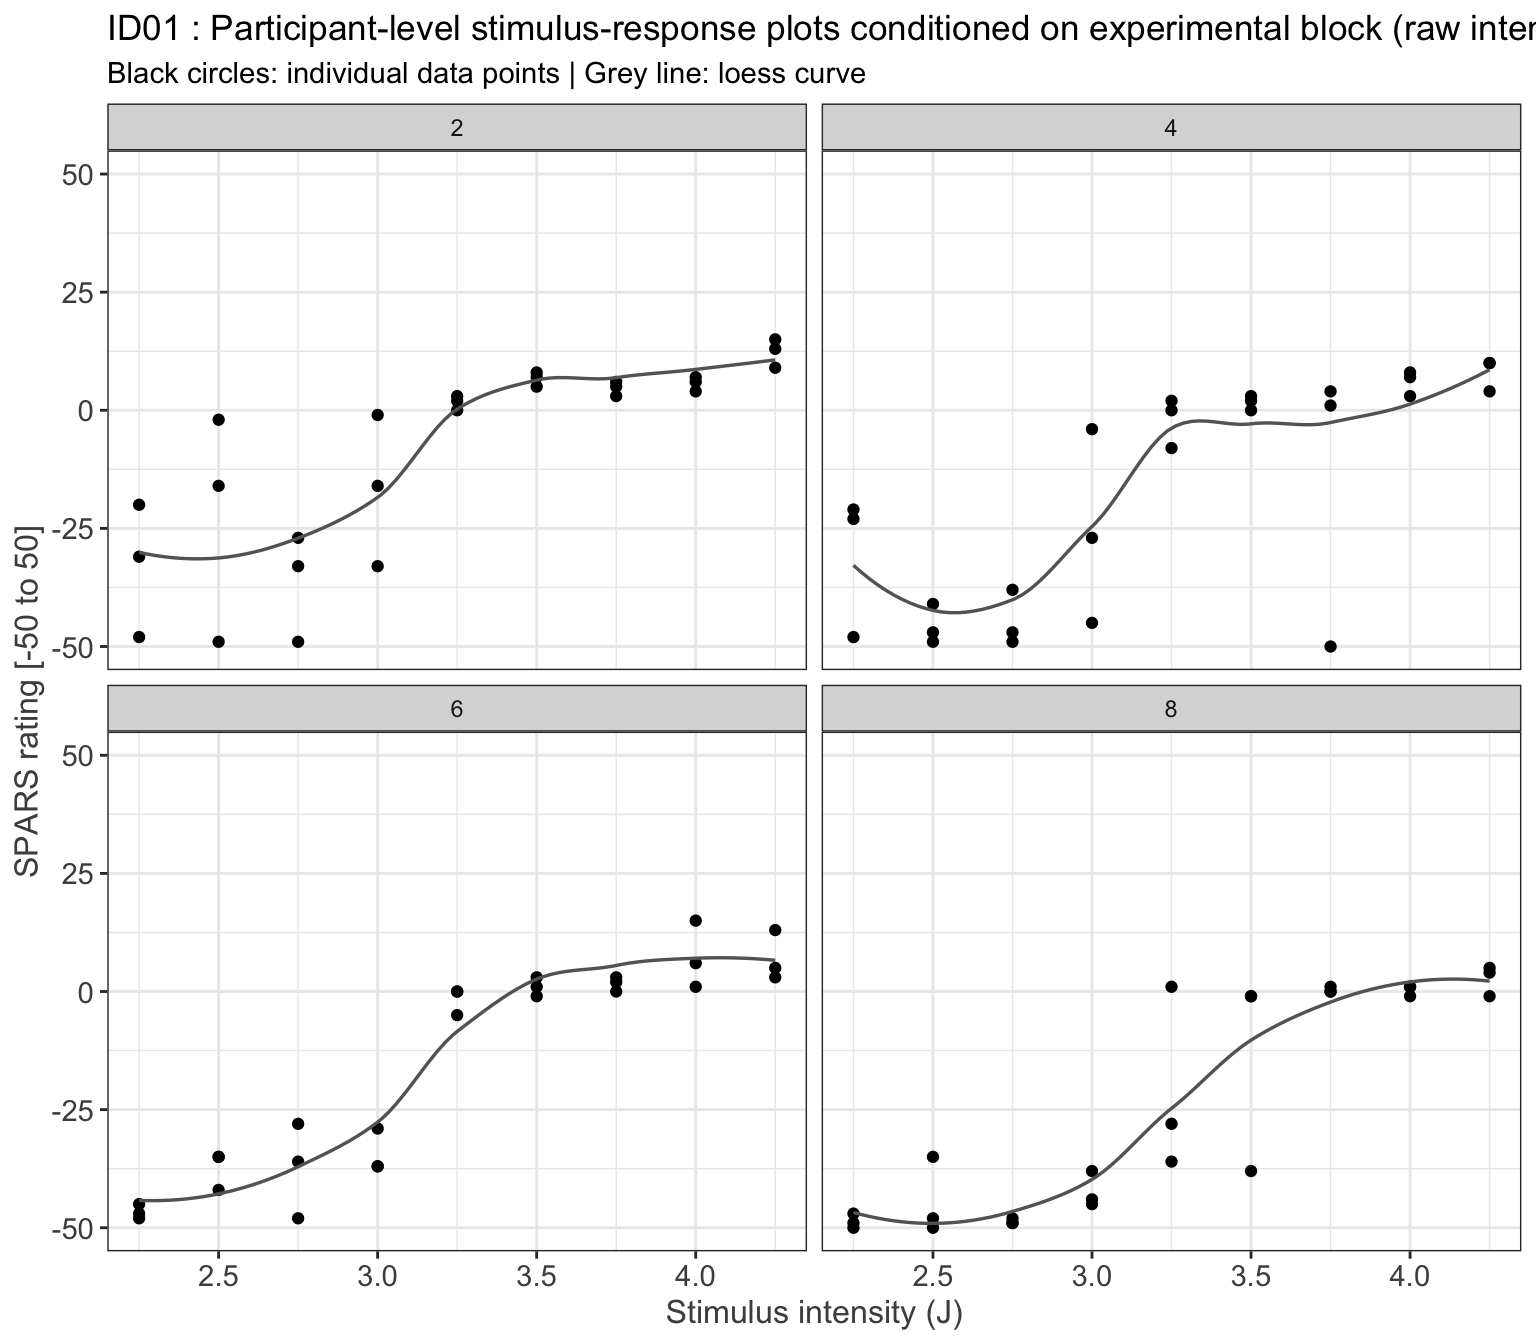 ID01 : Participant-level stimulus-response plots conditioned on experimental block (raw inter
Black circles: individual data points | Grey line: loess curve
2
4
50
25
0
-25
-50
6
8
50
25
0
-25
-50
SPARS rating [-50 to 50]
2.5 3.0 3.5 4.0
2.5 3.0 3.5 4.0
Stimulus intensity (J)